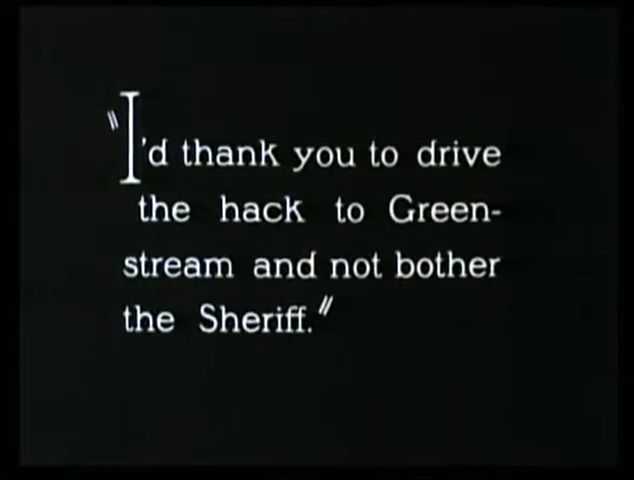 "I'd thank you to drive
the hack to Green-
stream and not bother
the Sheriff."